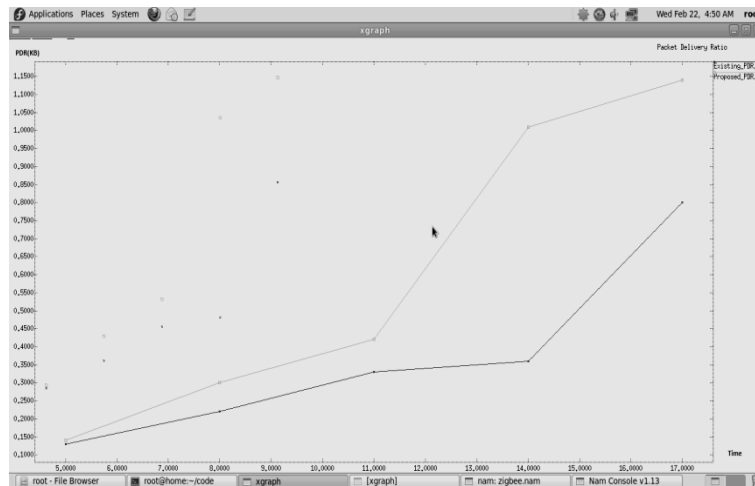 Applications Places System
Wed Feb 22, 4:50 AM
xgraph
PDR(KB)
Packet Delivery Ratio
Existing_PDR.
Proposed_PDR.
1.1500
1.1000
1.0500
1.0000
0.9500
0.9000
0.8500
0.8000
0.7500
0.7000
0.6500
0.6000
0.5500
0.5000
0.4500
0.4000
0.3500
0.3000
0.2500
0.2000
0.1500
0.1000
Time
5.0000 6.0000 7.0000 8.0000 9.0000 10.0000 11.0000 12.0000 13.0000 14.0000 15.0000 16.0000 17.0000
root - File Browser root@home:~/code xgraph [xgraph] nam: zigbee.nam Nam Console v1.13